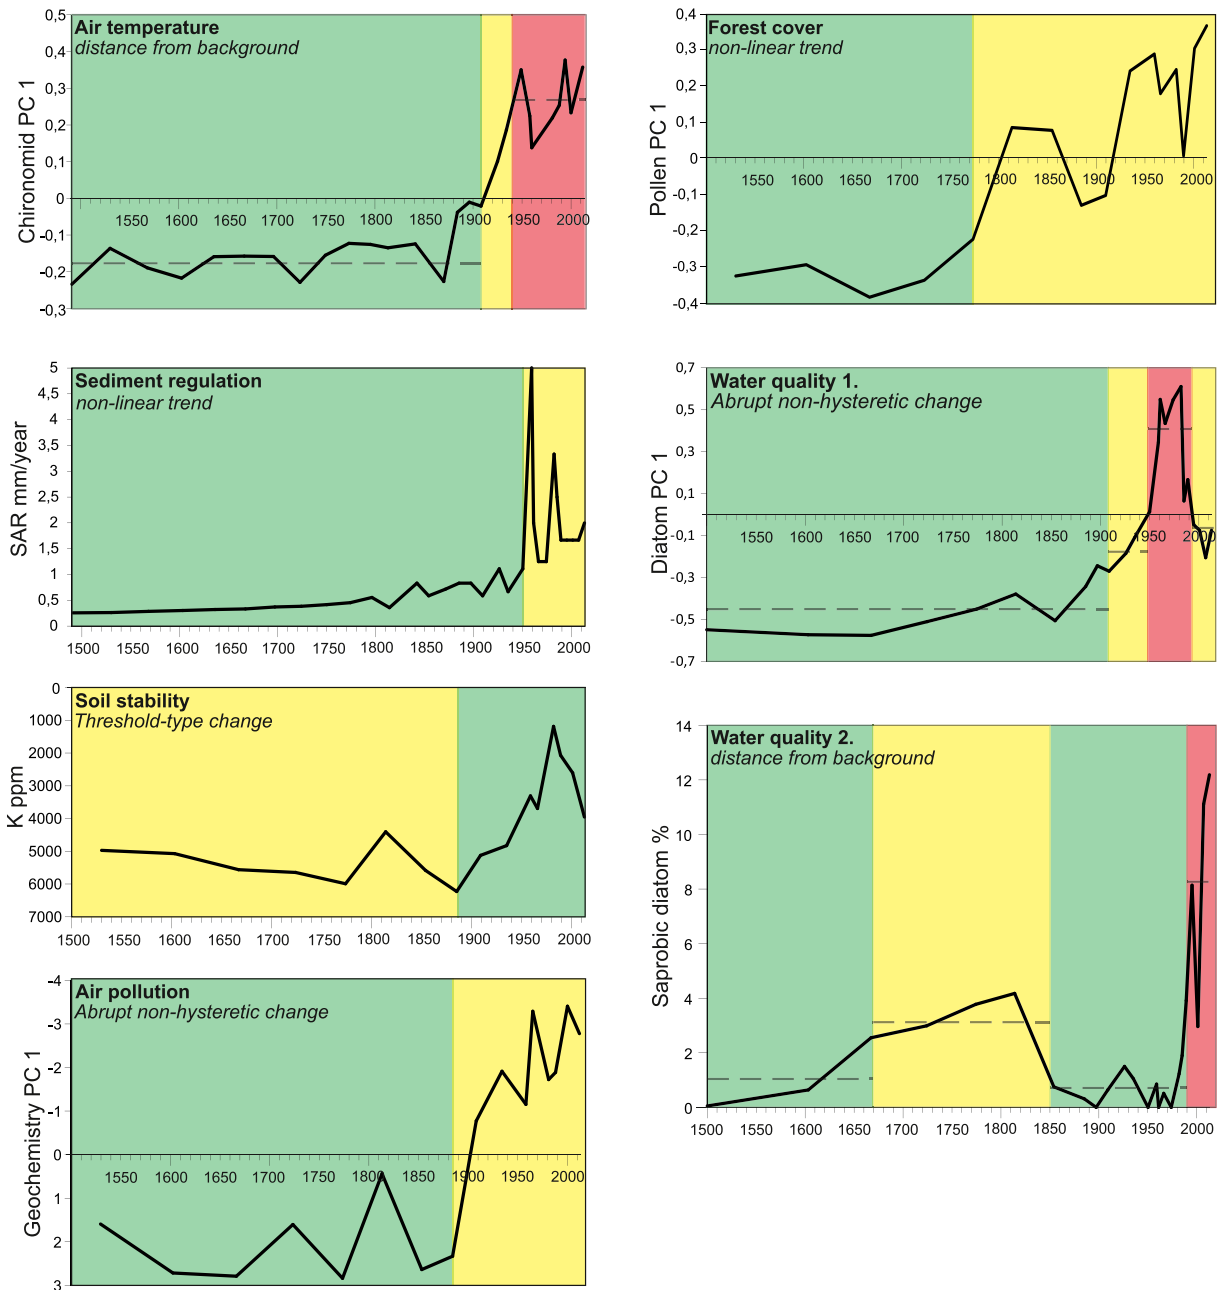 Air temperature
distance from background
Chironomid PC 1
0,5
0,4
0,3
0,2
0,1
0
-0,1
-0,2
-0,3
1550 1600 1650 1700 1750 1800 1850 1900 1950 2000
Forest cover
non-linear trend
Pollen PC 1
0,4
0,3
0,2
0,1
0
-0,1
-0,2
-0,3
-0,4
1550 1600 1650 1700 1750 1800 1850 1900 1950 2000
Sediment regulation
non-linear trend
SAR mm/year
5
4,5
4
3,5
3
2,5
2
1,5
1
0,5
0
1500 1550 1600 1650 1700 1750 1800 1850 1900 1950 2000
Water quality 1.
Abrupt non-hysteretic change
Diatom PC 1
0,7
0,5
0,3
0,1
-0,1
-0,3
-0,5
-0,7
1550 1600 1650 1700 1750 1800 1850 1900 1950 2000
Soil stability
Threshold-type change
K ppm
0
1000
2000
3000
4000
5000
6000
7000
1500 1550 1600 1650 1700 1750 1800 1850 1900 1950 2000
Water quality 2.
distance from background
Saprobic diatom %
14
12
10
8
6
4
2
0
1500 1550 1600 1650 1700 1750 1800 1850 1900 1950 2000
Air pollution
Abrupt non-hysteretic change
Geochemistry PC 1
-4
-3
-2
-1
0
1
2
3
1550 1600 1650 1700 1750 1800 1850 1900 1950 2000